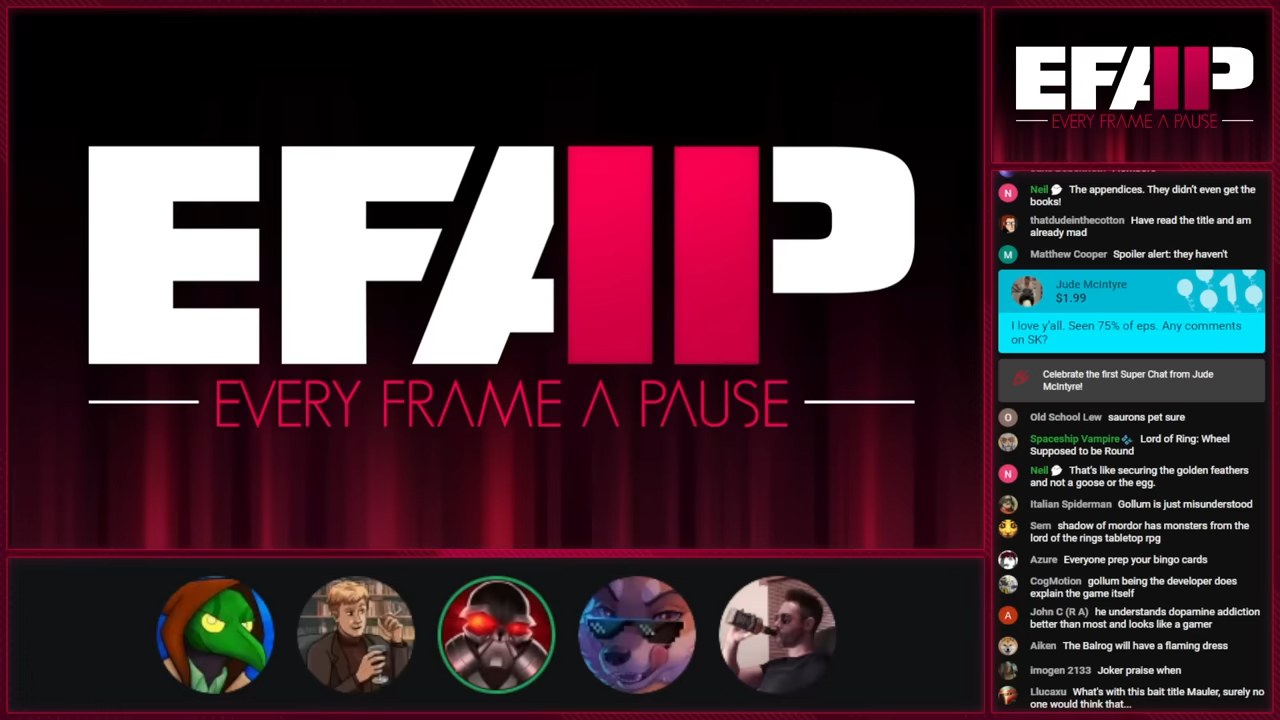 EFAP
EVERY FRAME A PAUSE
EFAP
EVERY FRAME A PAUSE
Neil The appendices. They didn't even get the
books!
thatdudeinthecotton Have read the title and am
already mad
Matthew Cooper Spoiler alert: they haven't
Jude McIntyre
$1.99
I love y'all. Seen 75% of eps. Any comments
on SK?
Celebrate the first Super Chat from Jude
McIntyre!
Old School Lew saurons pet sure
Spaceship Vampire Lord of Ring: Wheel
Supposed to be Round
Neil That's like securing the golden feathers
and not a goose or the egg.
Italian Spiderman Gollum is just misunderstood
Sem shadow of mordor has monsters from the
lord of the rings tabletop rpg
Azure Everyone prep your bingo cards
CogMotion gollum being the developer does
explain the game itself
John C (R A) he understands dopamine addiction
better than most and looks like a gamer
Aiken The Balrog will have a flaming dress
imogen 2133 Joker praise when
Llucaxu What's with this bait title Mauler, surely no
one would think that...